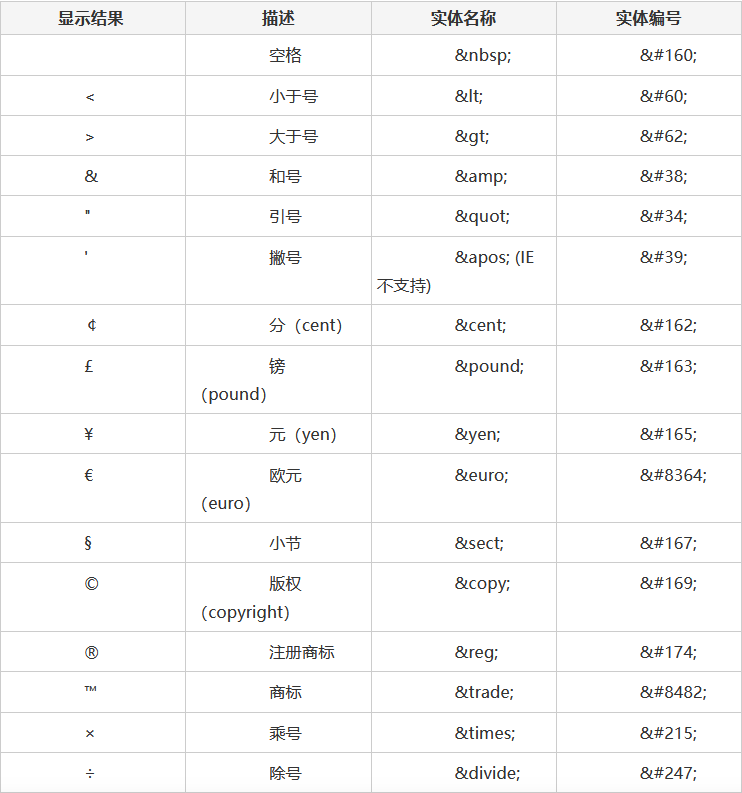 显示结果 描述 实体名称 实体编号
空格 &nbsp; &#160;
< 小于号 &lt; &#60;
> 大于号 &gt; &#62;
& 和号 &amp; &#38;
" 引号 &quot; &#34;
' 撇号 &apos; (IE &#39;
不支持)
¢ 分（cent） &cent; &#162;
£ 镑 &pound; &#163;
（pound）
¥ 元（yen） &yen; &#165;
€ 欧元 &euro; &#8364;
（euro）
§ 小节 &sect; &#167;
© 版权 &copy; &#169;
（copyright）
® 注册商标 &reg; &#174;
™ 商标 &trade; &#8482;
× 乘号 &times; &#215;
÷ 除号 &divide; &#247;